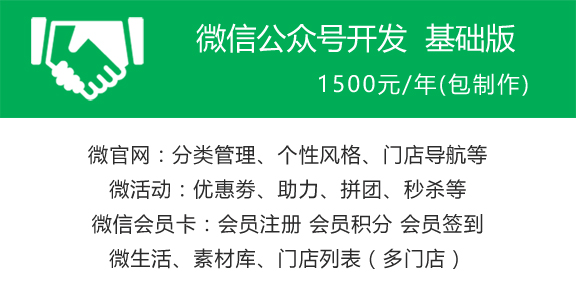 微信公众号开发 基础版
1500元/年(包制作)
微官网：分类管理、个性风格、门店导航等
微活动：优惠券、助力、拼团、秒杀等
微信会员卡：会员注册 会员积分 会员签到
微生活、素材库、门店列表（多门店）